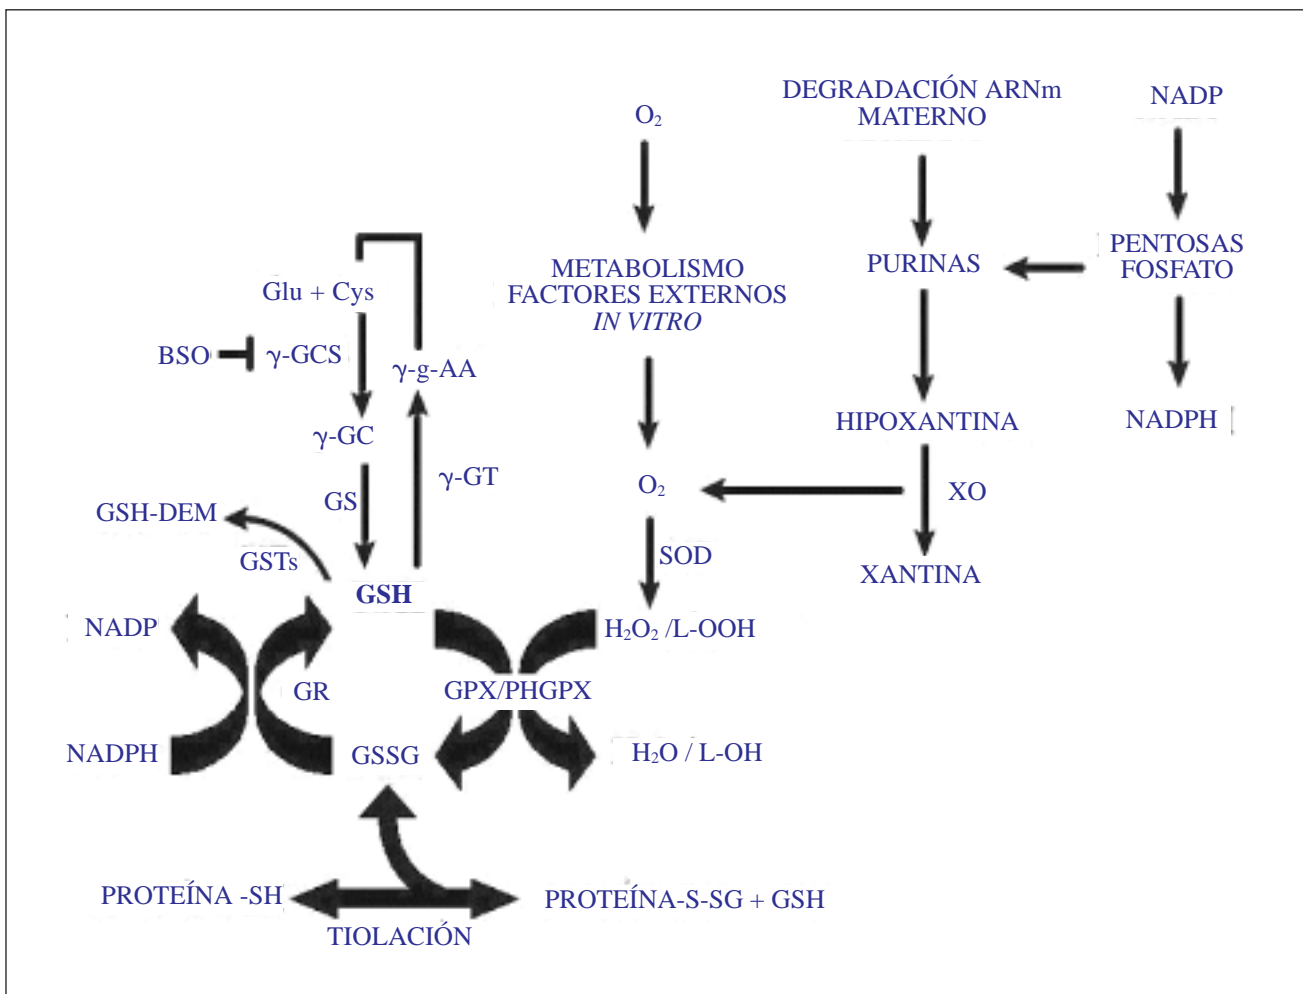 DEGRADACIÓN ARNm
MATERNO
NADP
O₂
PENTOSAS
FOSFATO
PURINAS
METABOLISMO
FACTORES EXTERNOS
IN VITRO
Glu + Cys
BSO
γ-GCS
γ-g-AA
HIPOXANTINA
NADPH
γ-GC
γ-GT
O₂
XO
GS
GSH-DEM
GSTs
SOD
XANTINA
GSH
NADP
H₂O₂ /L-OOH
GR
GPX/PHGPX
NADPH
GSSG
H₂O / L-OH
PROTEÍNA -SH
PROTEÍNA-S-SG + GSH
TIOLACIÓN